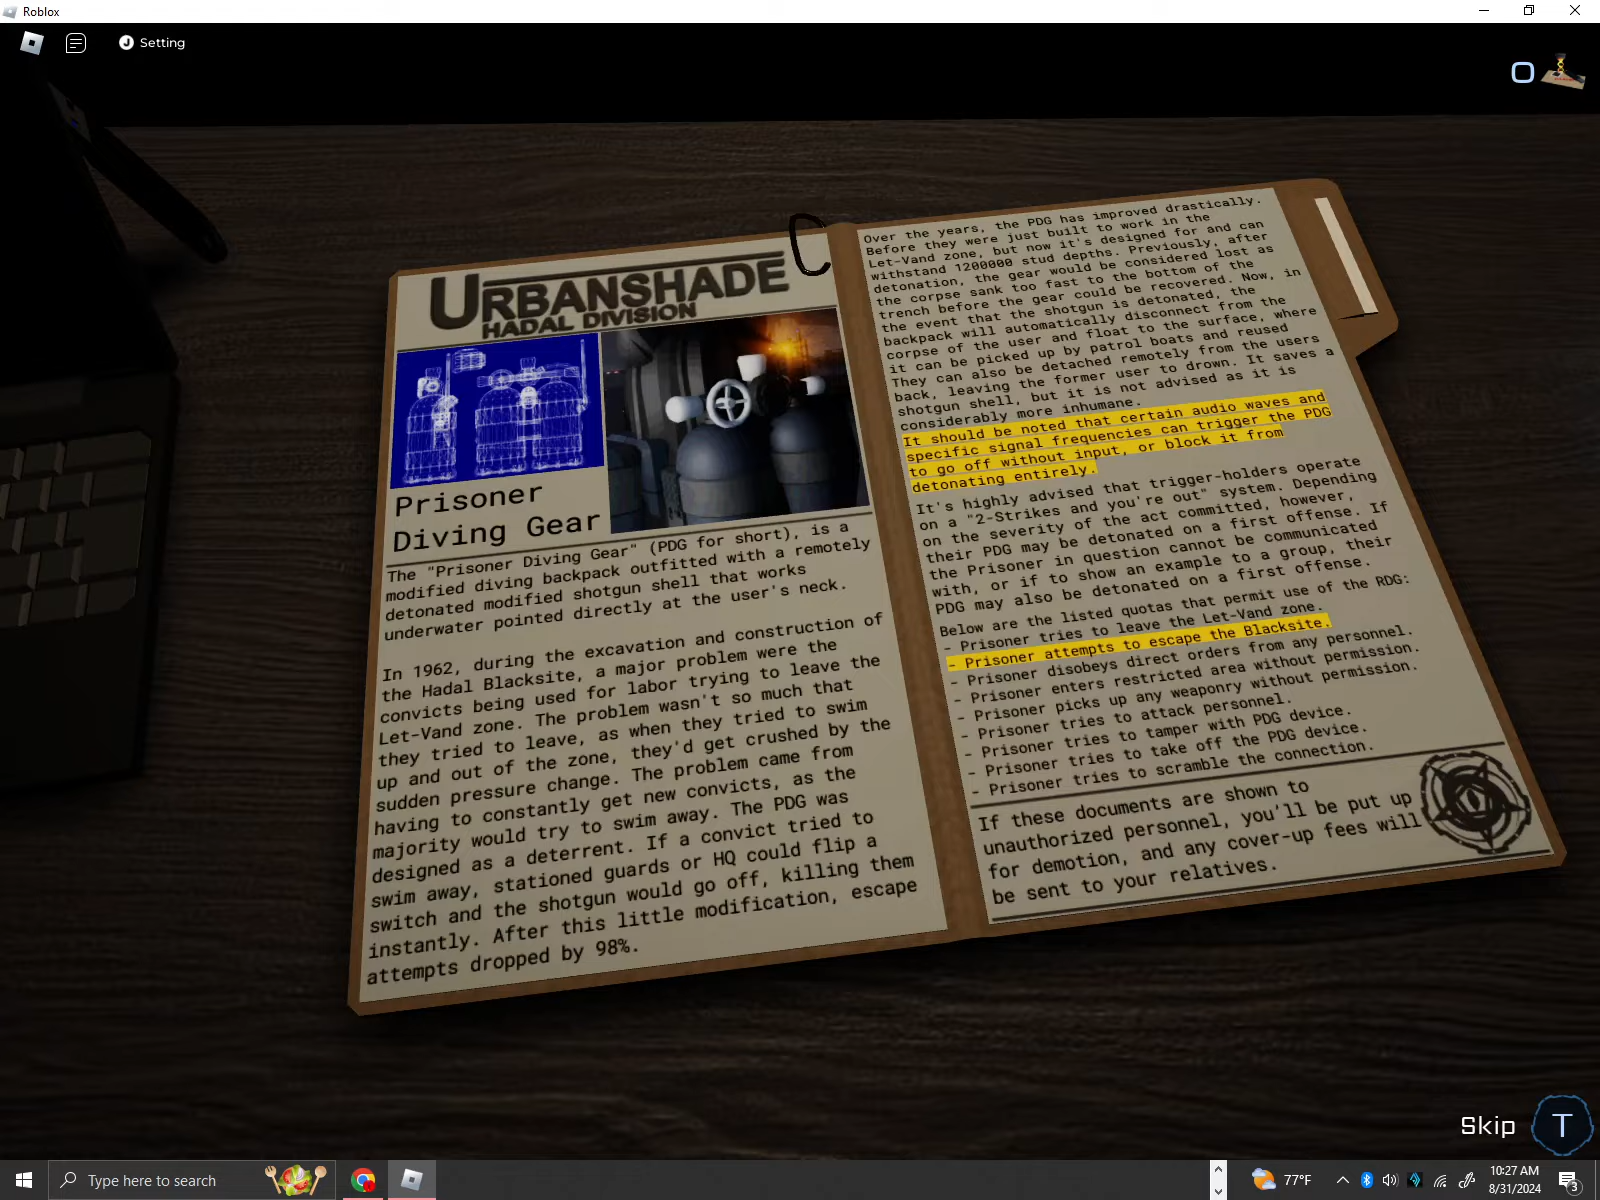 Roblox
J Setting
0
URBANSHADE
HADAL DIVISION
Prisoner
Diving Gear
The "Prisoner Diving Gear" (PDG for short), is a
modified diving backpack outfitted with a remotely
detonated modified shotgun shell that works
underwater pointed directly at the user's neck.
In 1962, during the excavation and construction of
the Hadal Blacksite, a major problem were the
convicts being used for labor trying to leave the
Let-Vand zone. The problem wasn't so much that
they tried to leave, as when they tried to swim
up and out of the zone, they'd get crushed by the
sudden pressure change. The problem came from
having to constantly get new convicts, as the
majority would try to swim away. The PDG was
designed as a deterrent. If a convict tried to
swim away, stationed guards or HQ could flip a
switch and the shotgun would go off, killing them
instantly. After this little modification, escape
attempts dropped by 98%.
Over the years, the PDG has improved drastically.
Before they were just built to work in the
Let-Vand zone, but now it's designed for and can
withstand 1200000 stud depths. Previously, after
detonation, the gear would be considered lost as
the corpse sank too fast to the bottom of the
trench before the gear could be recovered. Now, in
the event that the shotgun is detonated, the
backpack will automatically disconnect from the
corpse of the user and float to the surface, where
it can be picked up by patrol boats and reused
They can also be detached remotely from the users
back, leaving the former user to drown. It saves a
shotgun shell, but it is not advised as it is
considerably more inhumane.
It should be noted that certain audio waves and
specific signal frequencies can trigger the PDG
to go off without input, or block it from
detonating entirely.
It's highly advised that trigger-holders operate
on a "2-Strikes and you're out" system. Depending
on the severity of the act committed, however,
their PDG may be detonated on a first offense. If
the Prisoner in question cannot be communicated
with, or if to show an example to a group, their
PDG may also be detonated on a first offense.
Below are the listed quotas that permit use of the RDG:
- Prisoner tries to leave the Let-Vand zone.
- Prisoner attempts to escape the Blacksite.
- Prisoner disobeys direct orders from any personnel.
- Prisoner enters restricted area without permission.
- Prisoner picks up any weaponry without permission.
- Prisoner tries to attack personnel.
- Prisoner tries to tamper with PDG device.
- Prisoner tries to take off the PDG device.
- Prisoner tries to scramble the connection.
If these documents are shown to
unauthorized personnel, you'll be put up
for demotion, and any cover-up fees will
be sent to your relatives.
Skip T
Type here to search
77°F
10:27 AM
8/31/2024
3